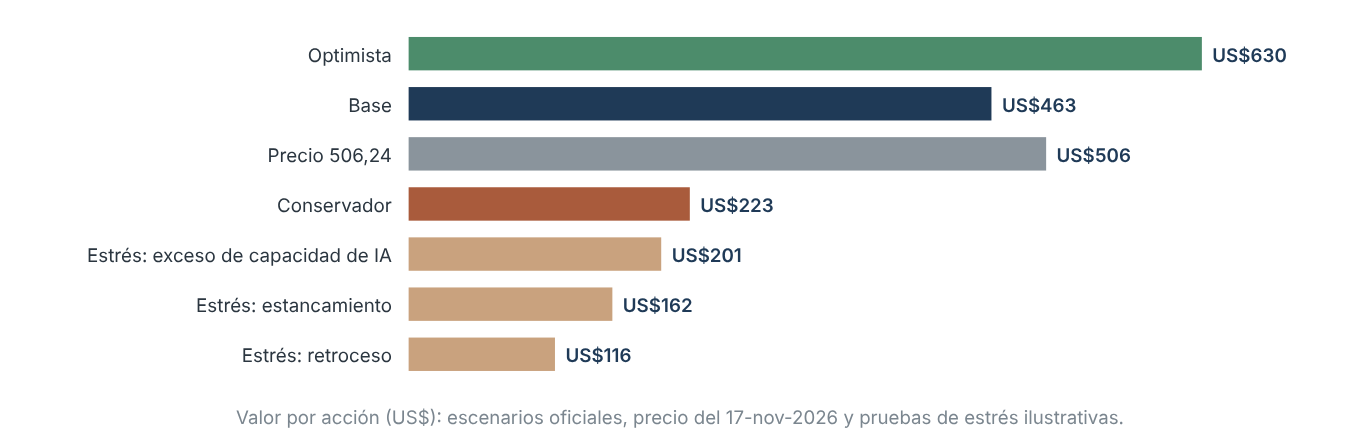 Optimista US$630
Base US$463
Precio 506,24 US$506
Conservador US$223
Estrés: exceso de capacidad de IA US$201
Estrés: estancamiento US$162
Estrés: retroceso US$116
Valor por acción (US$): escenarios oficiales, precio del 17-nov-2026 y pruebas de estrés ilustrativas.